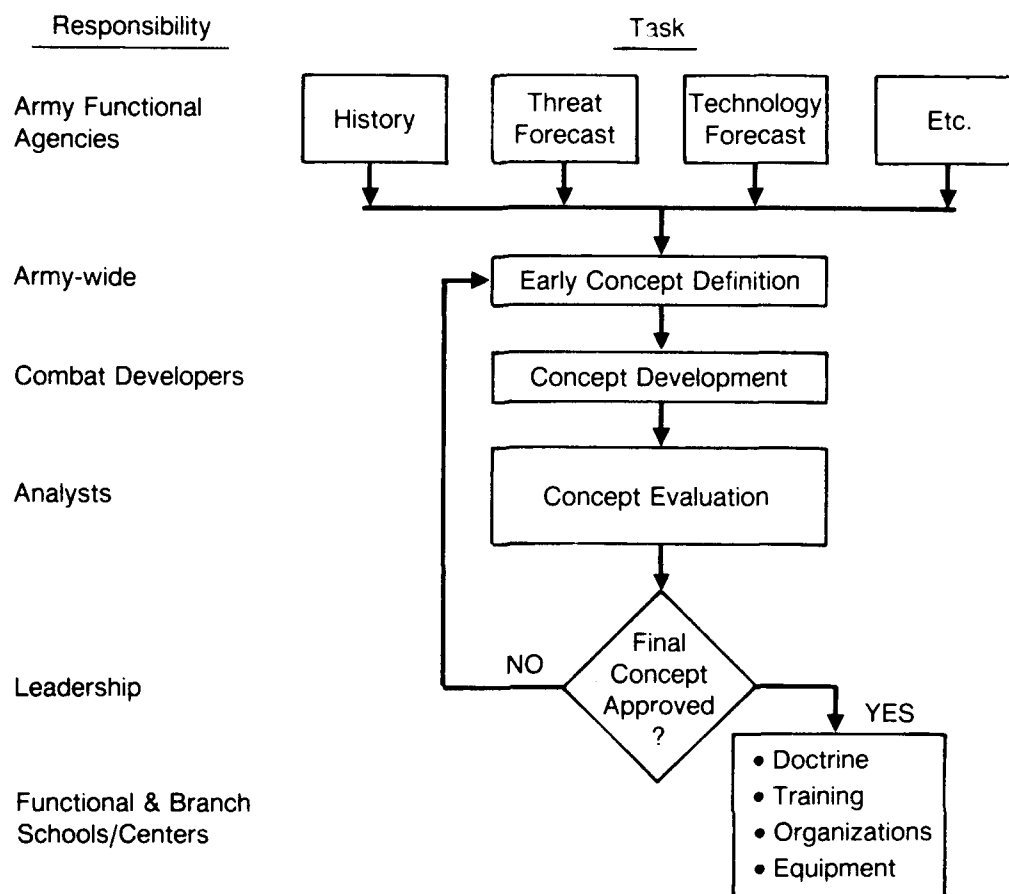 Responsibility
Task
Army Functional
Agencies
History
Threat
Forecast
Technology
Forecast
Etc.
Army-wide
Early Concept Definition
Combat Developers
Concept Development
Analysts
Concept Evaluation
Leadership
NO
Final
Concept
Approved
?
YES
Functional & Branch
Schools/Centers
• Doctrine
• Training
• Organizations
• Equipment